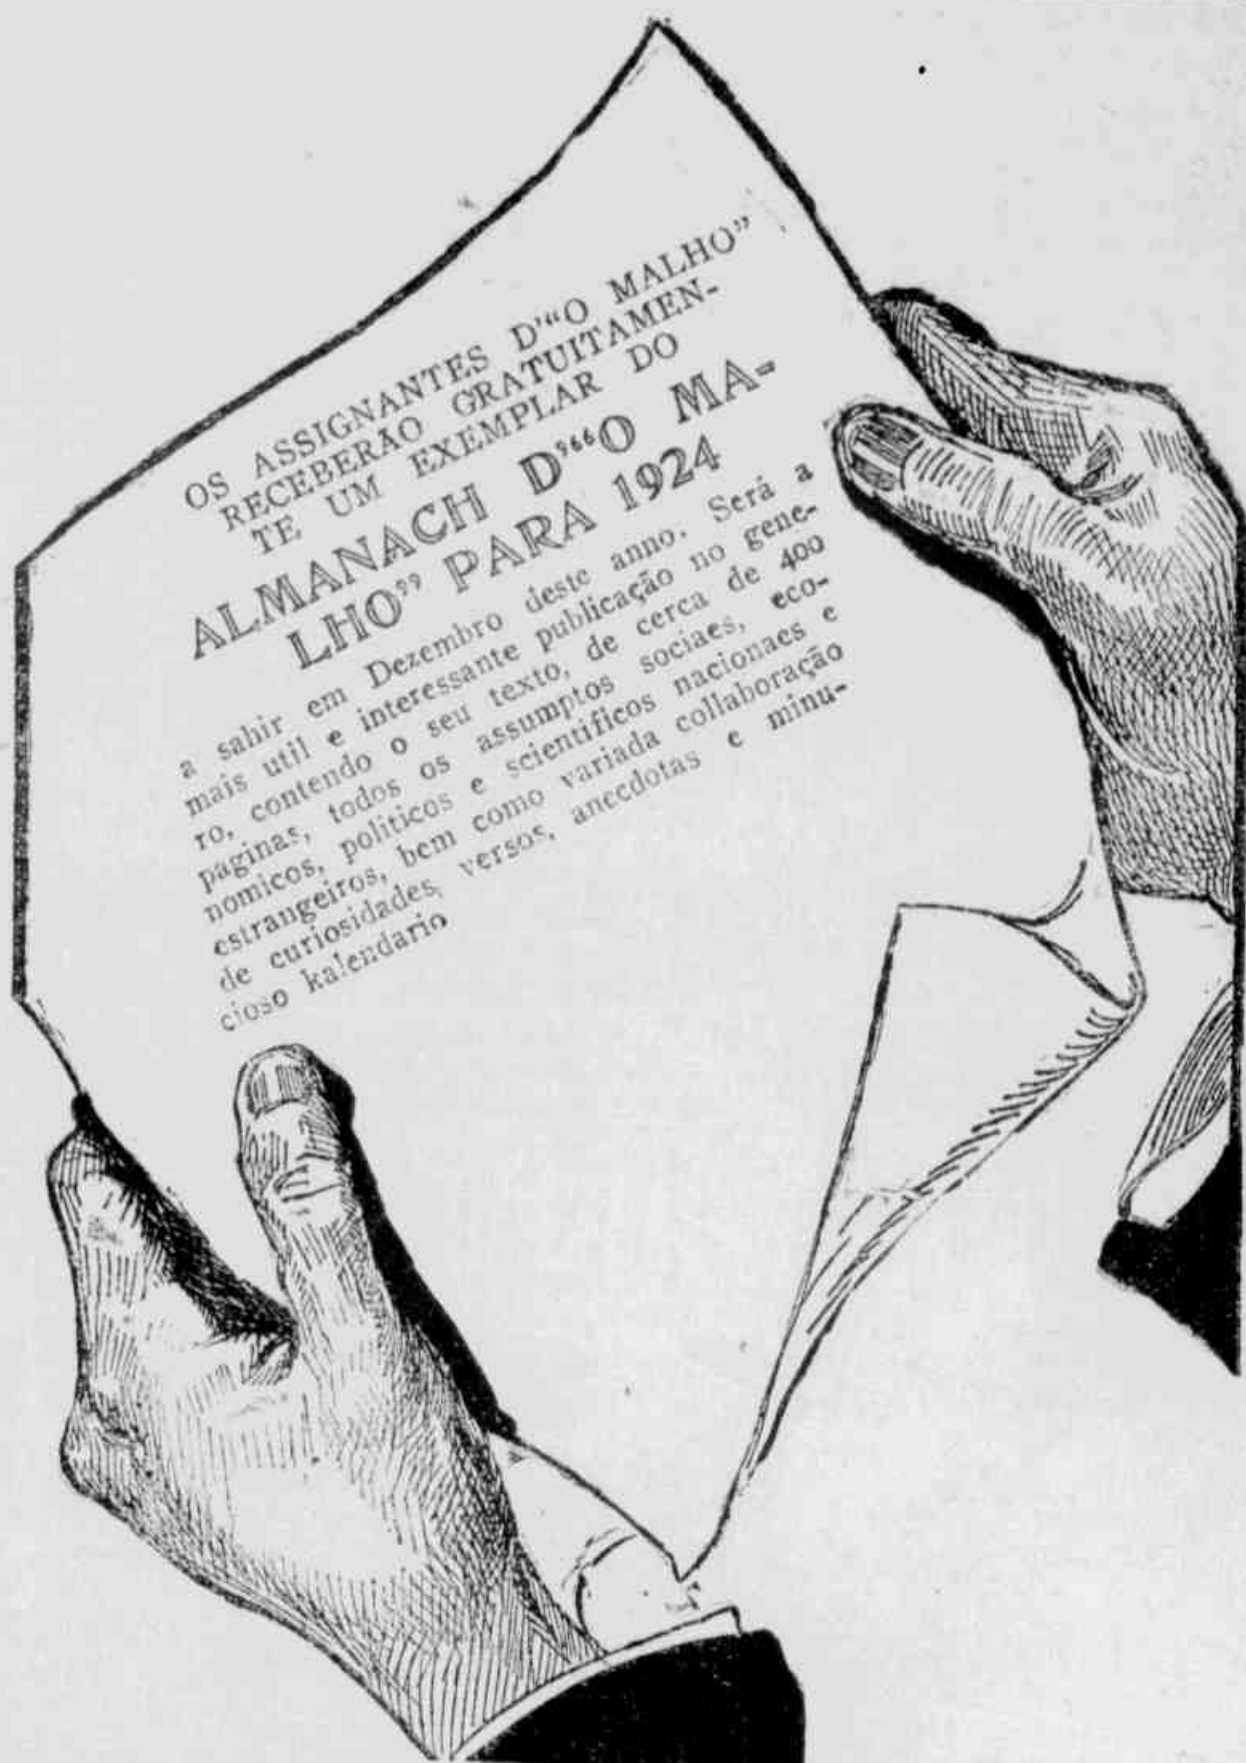 OS ASSIGNANTES D'“O MALHO”
RECEBERÃO GRATUITAMEN-
TE UM EXEMPLAR DO
ALMANACH D'“O MA-
LHO” PARA 1924
a sahir em Dezembro deste anno. Será a
mais util e interessante publicação no gene-
ro, contendo o seu texto, de cerca de 400
paginas, todos os assumptos sociaes, eco-
nomicos, politicos e scientificos nacionaes e
estrangeiros, bem como variada collaboração
de curiosidades, versos, anecdotas e minu-
cioso kalendario